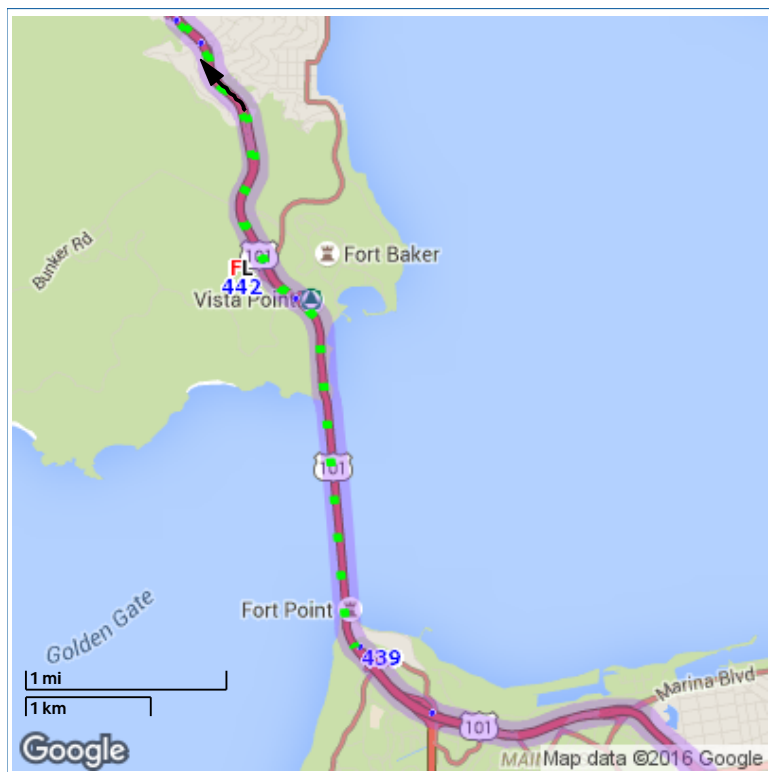 Bunker Rd
101
Fort Baker
FL
442
Vista Point
101
Fort Point
Golden Gate
439
1 mi
1 km
Marina Blvd
101
Google
Map data ©2016 Google